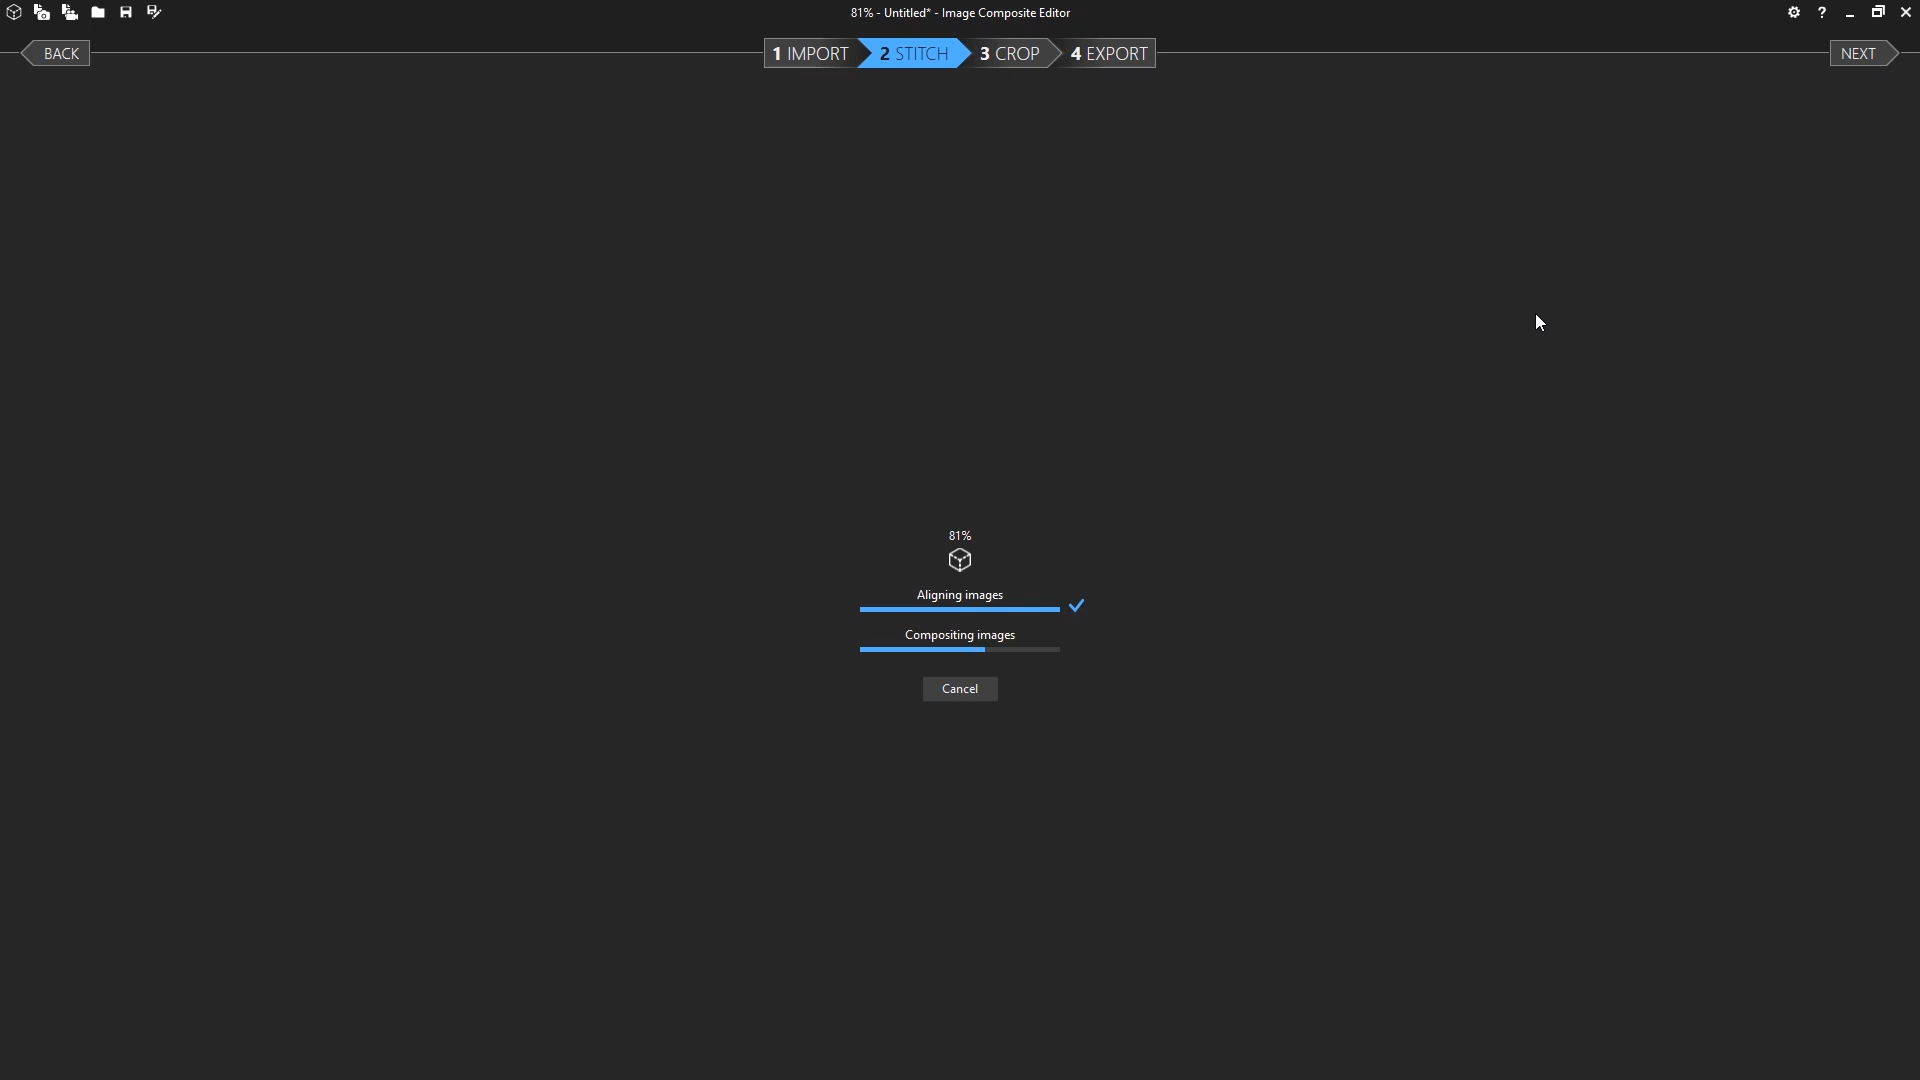 81% - Untitled* - Image Composite Editor
BACK
1 IMPORT
2 STITCH
3 CROP
4 EXPORT
NEXT
81%
Aligning images
Compositing images
Cancel